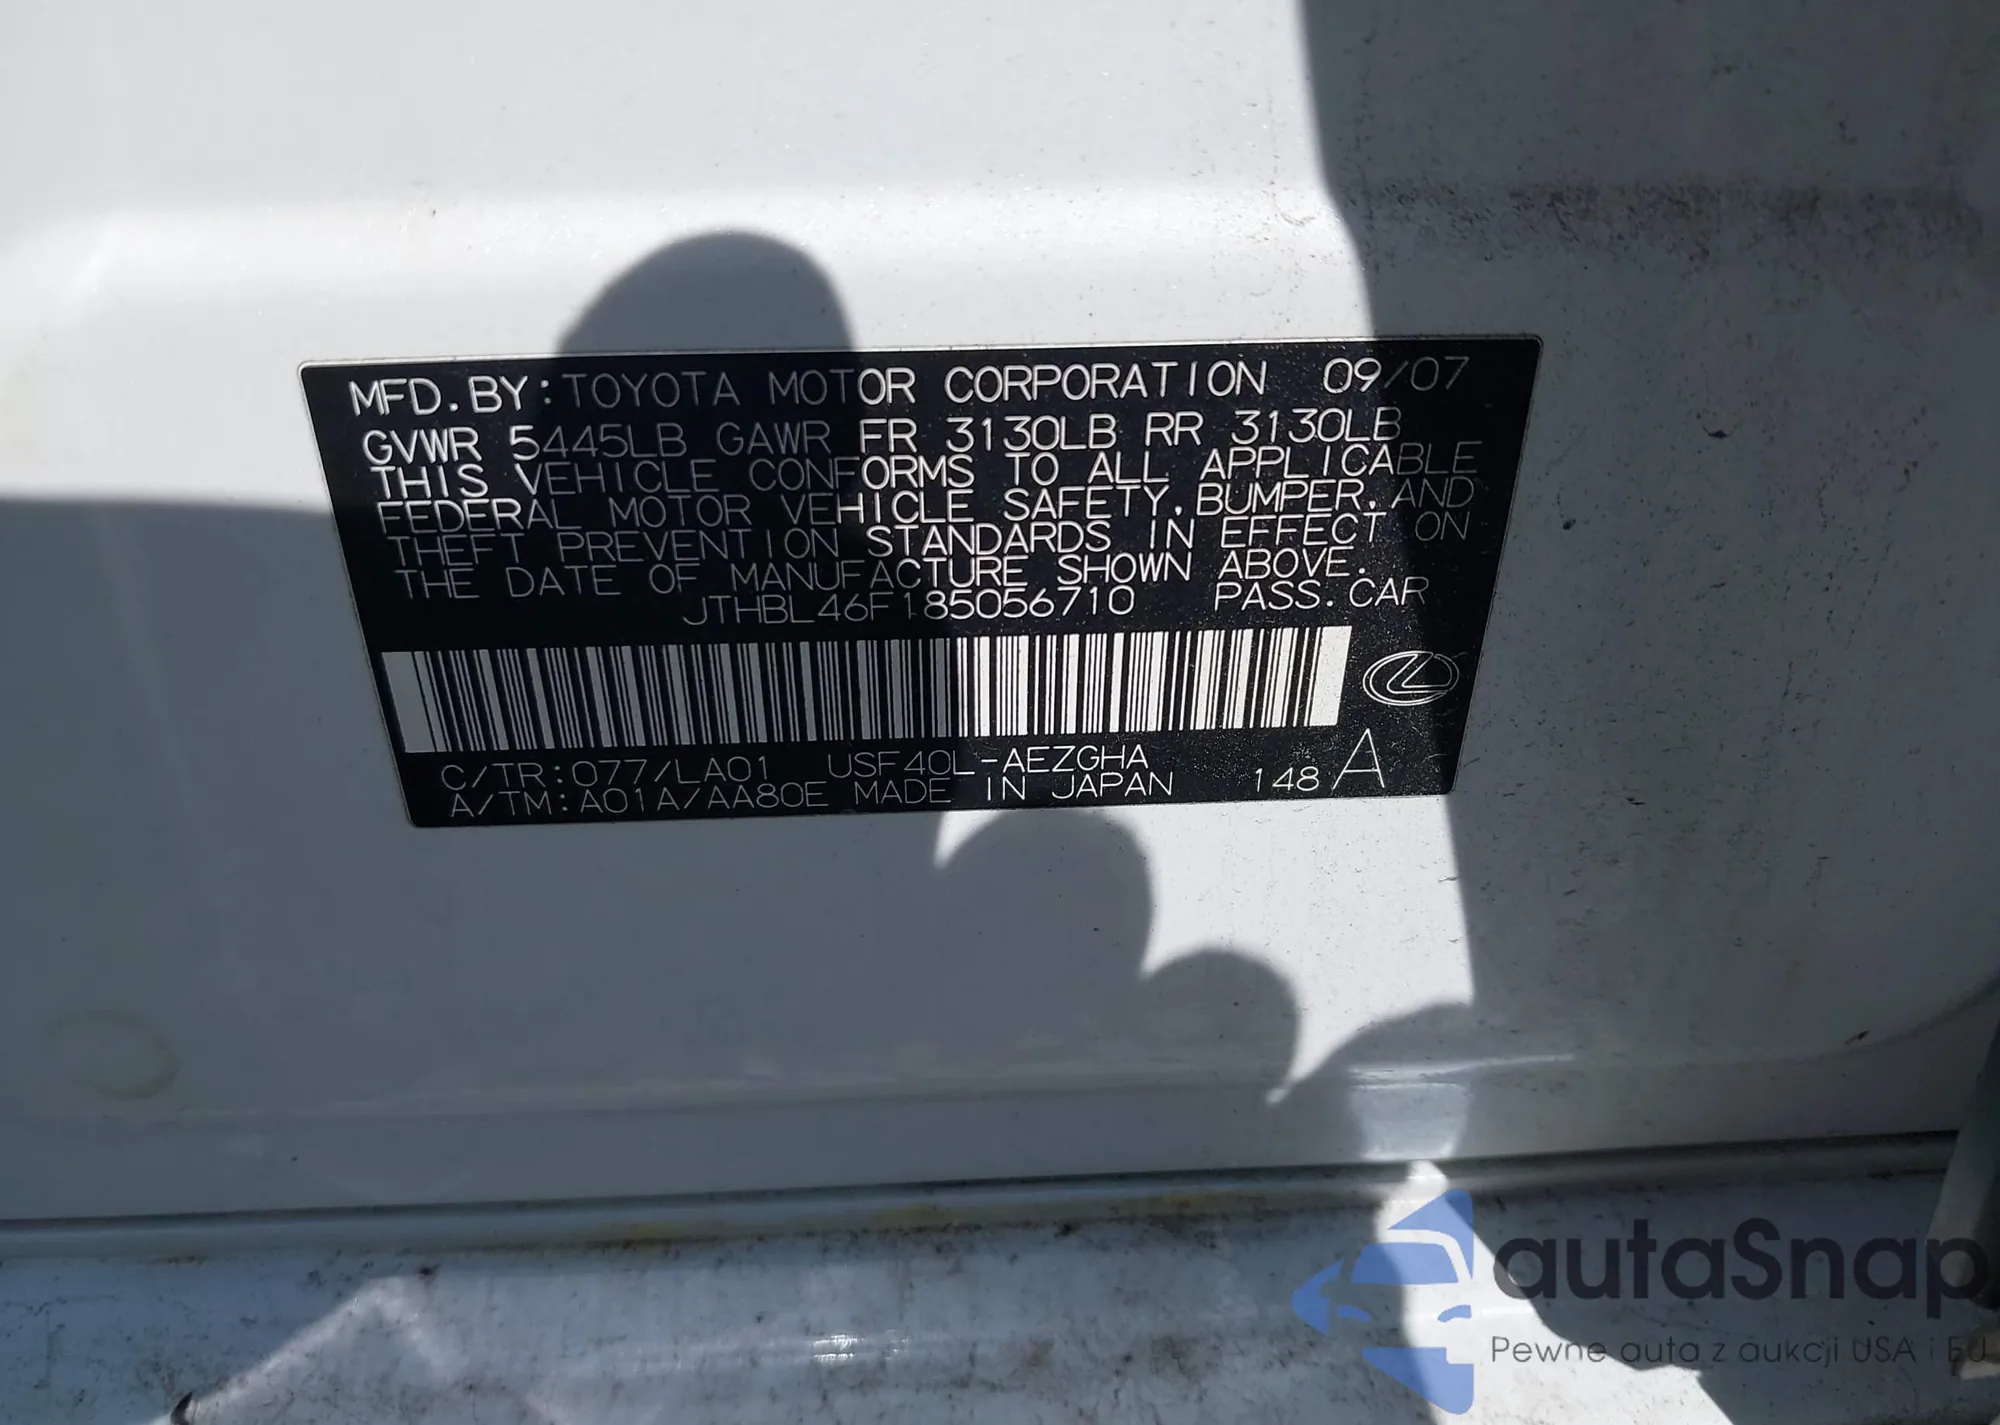 MFD. BY: TOYOTA MOTOR CORPORATION 09/07
GVWR 5445LB GAWR FR 3130LB RR 3130LB
THIS VEHICLE CONFORMS TO ALL APPLICABLE
FEDERAL MOTOR VEHICLE SAFETY, BUMPER, AND
THEFT PREVENTION STANDARDS IN EFFECT ON
THE DATE OF MANUFACTURE SHOWN ABOVE.
JTHBL46F185056710 PASS. CAR
C/TR: 077/LA01 USF40L-AEZGHA
A/TM: A01A/AA80E MADE IN JAPAN 148 A
autaSnap
Pewne auta z aukcji USA i EU